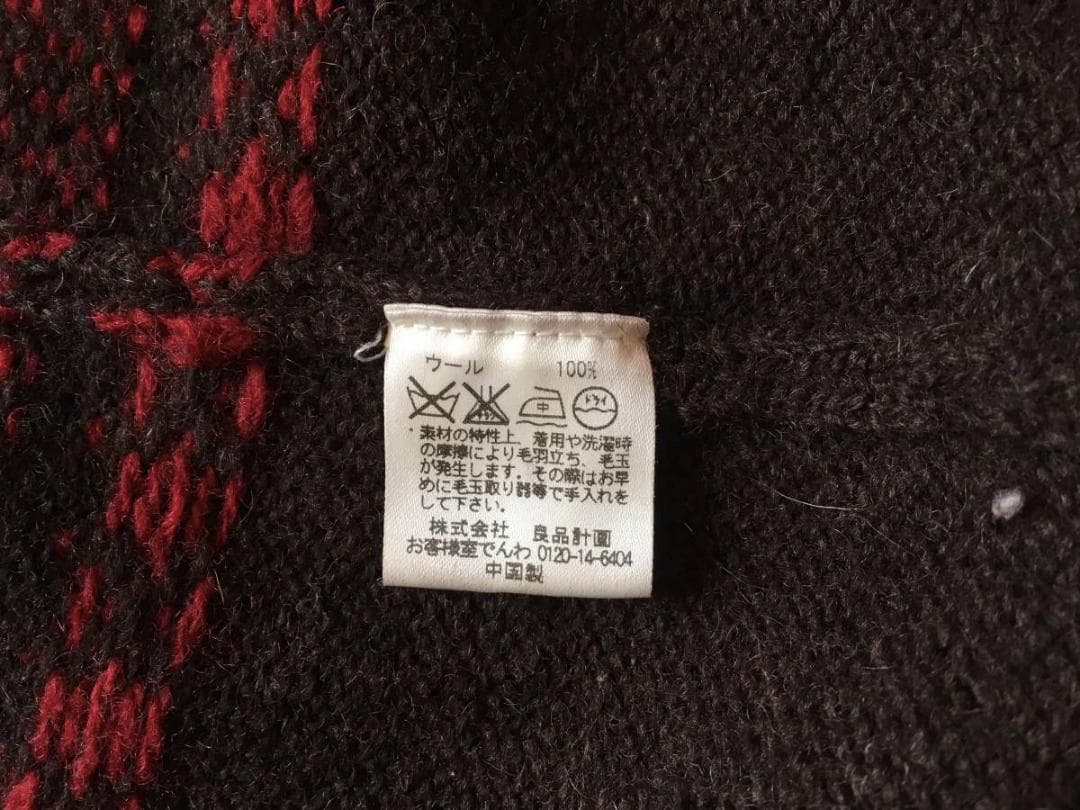 ウール 100%
中 ドライ
・素材の特性上、着用や洗濯時
の摩擦により毛羽立ち、毛玉
が発生します。その際はお早
めに毛玉取り器等で手入れを
して下さい。
株式会社 良品計画
お客様室でんわ 0120-14-6404
中国製